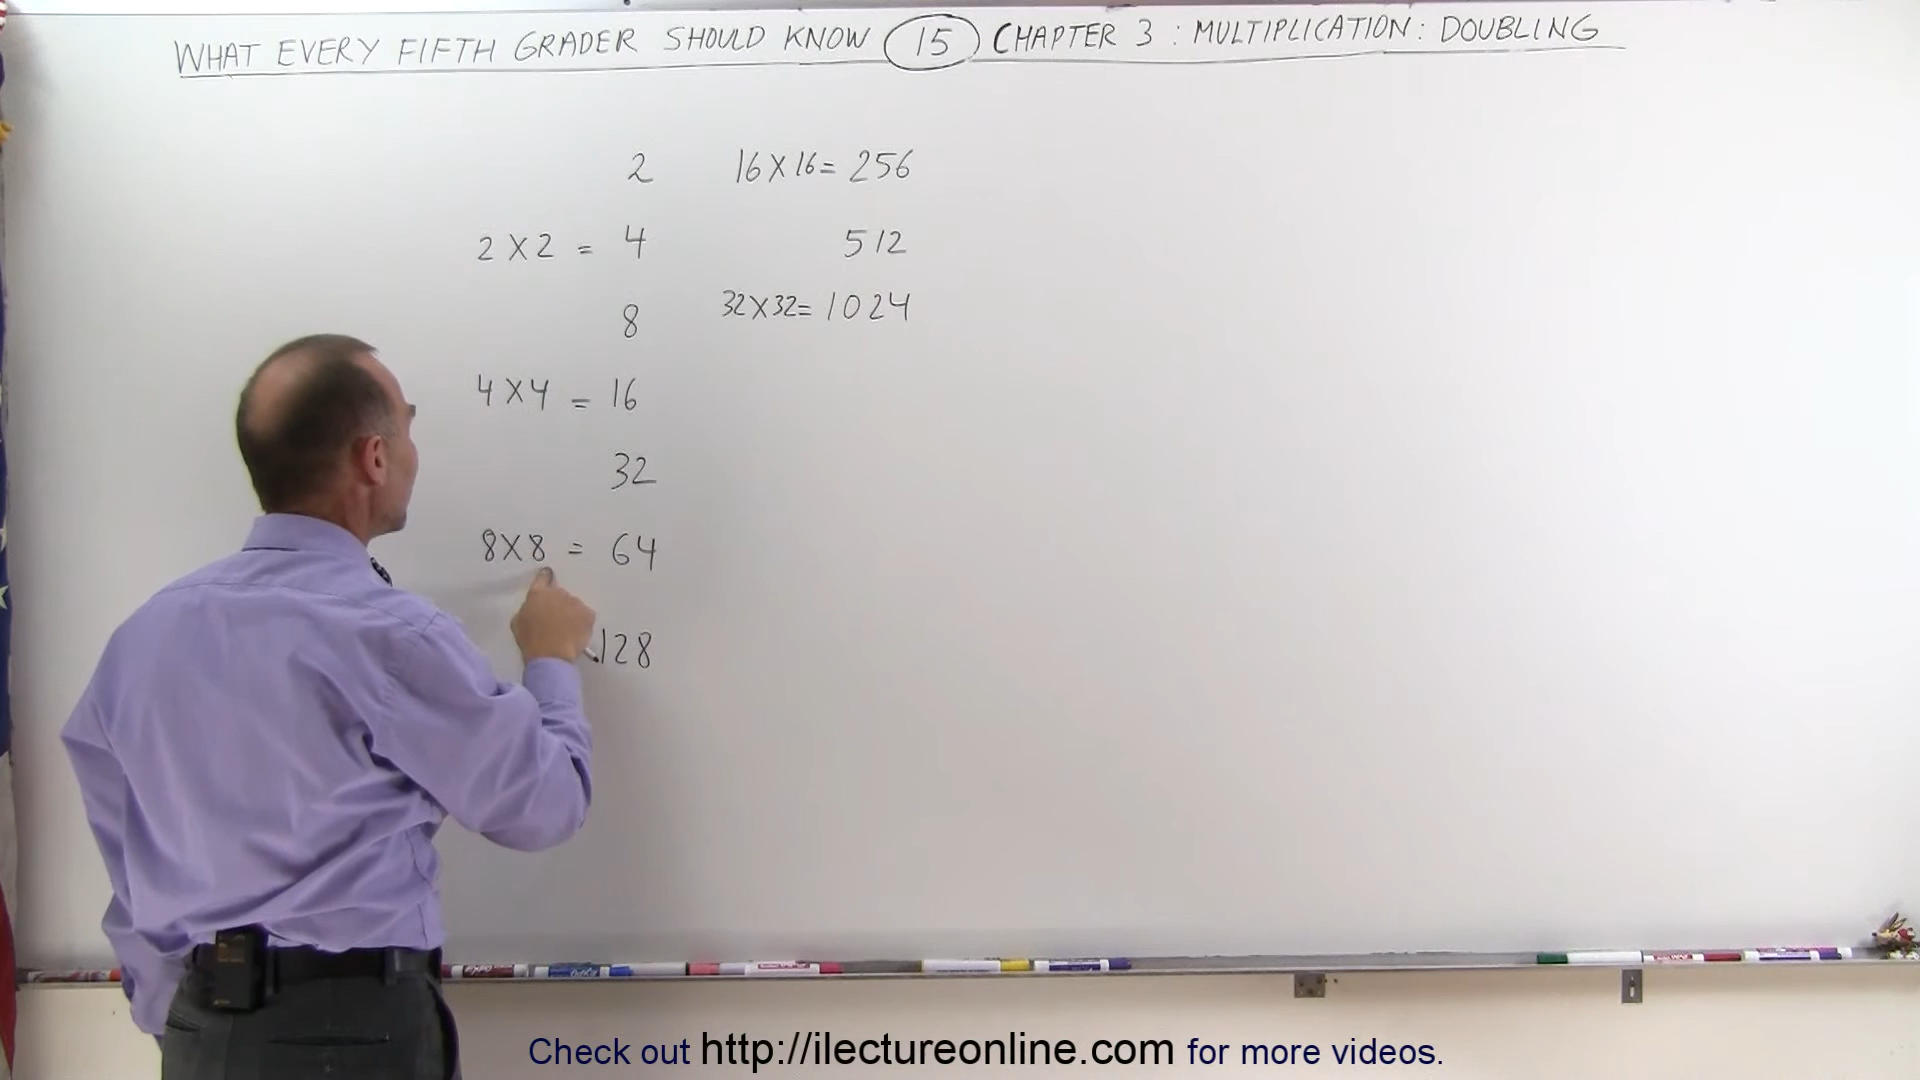 WHAT EVERY FIFTH GRADER SHOULD KNOW 15 CHAPTER 3 : MULTIPLICATION : DOUBLING
2
2 X 2 = 4
8
4 X 4 = 16
32
8 X 8 = 64
128
16 X 16 = 256
512
32 X 32 = 1024
Check out http://ilectureonline.com for more videos.